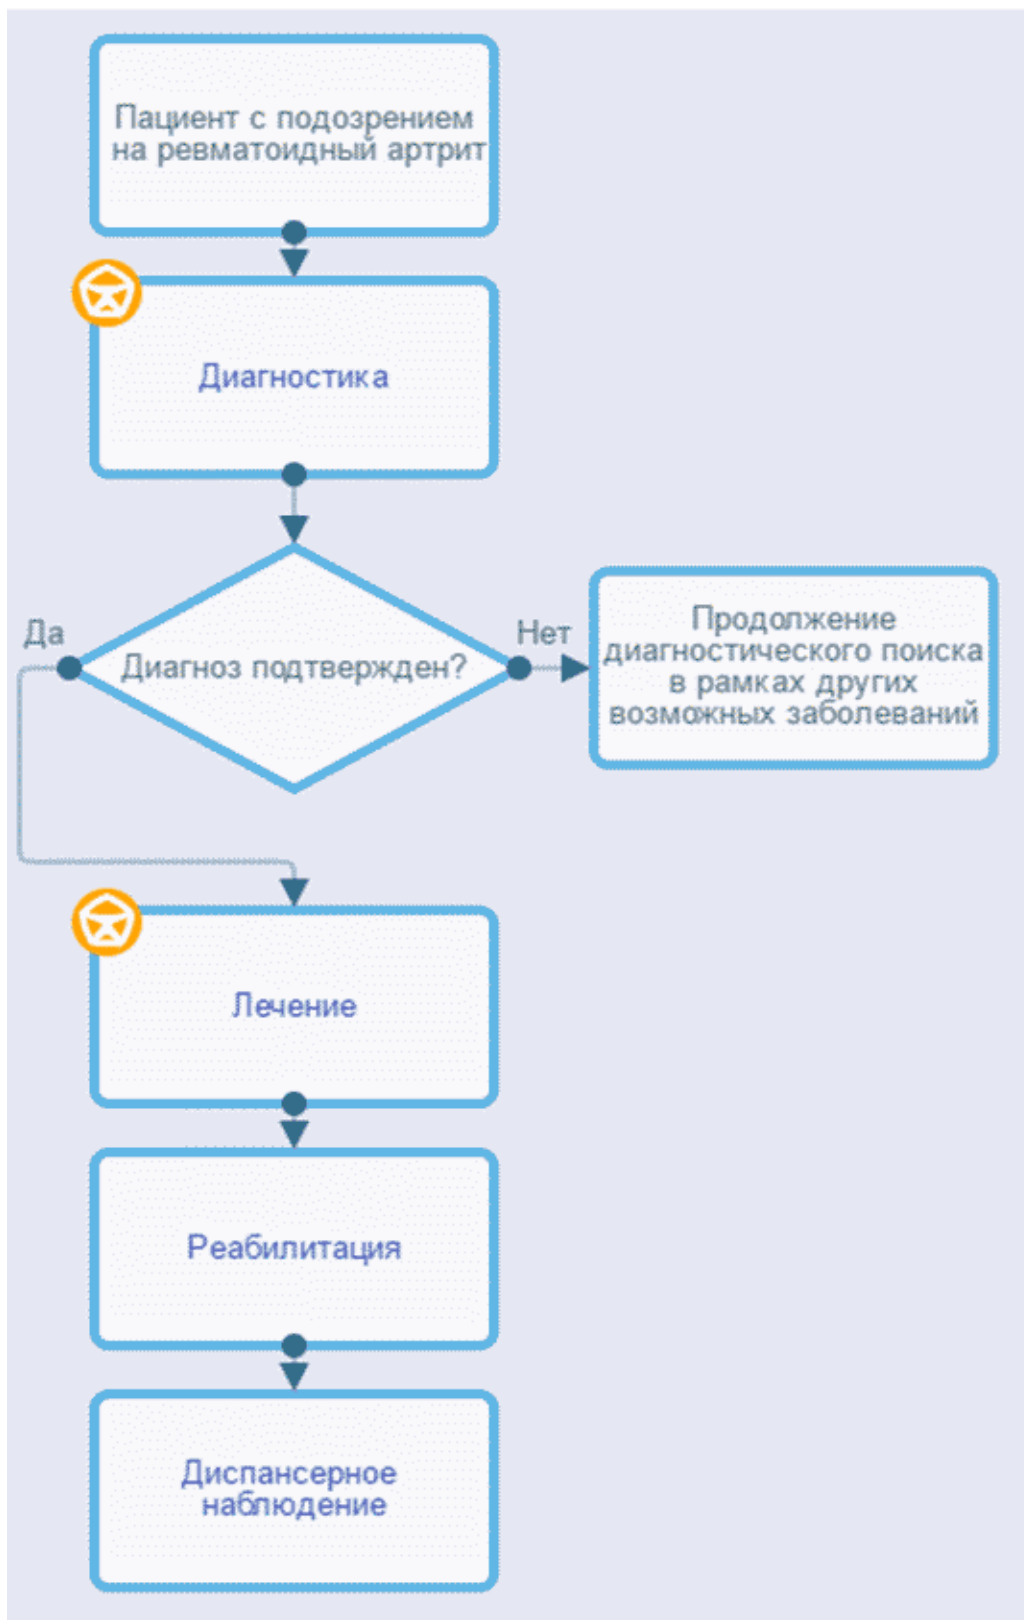 Пациент с подозрением
на ревматоидный артрит
Диагностика
Да
Диагноз подтвержден?
Нет
Продолжение
диагностического поиска
в рамках других
возможных заболеваний
Лечение
Реабилитация
Диспансерное
наблюдение